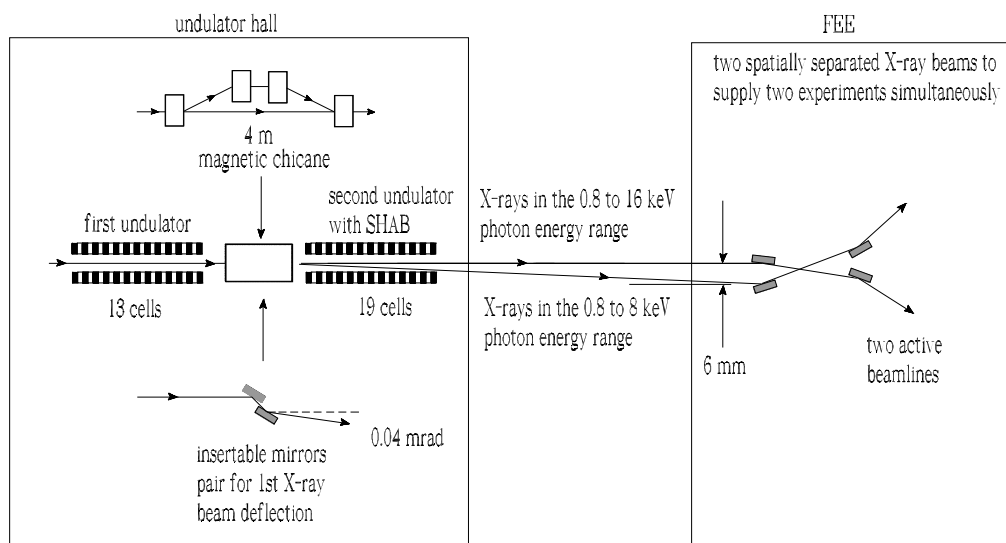 undulator hall
FEE
two spatially separated X-ray beams to
supply two experiments simultaneously
4 m
magnetic chicane
first undulator
second undulator
with SHAB
X-rays in the 0.8 to 16 keV
photon energy range
13 cells
19 cells
X-rays in the 0.8 to 8 keV
photon energy range
6 mm
two active
beamlines
0.04 mrad
insertable mirrors
pair for 1st X-ray
beam deflection